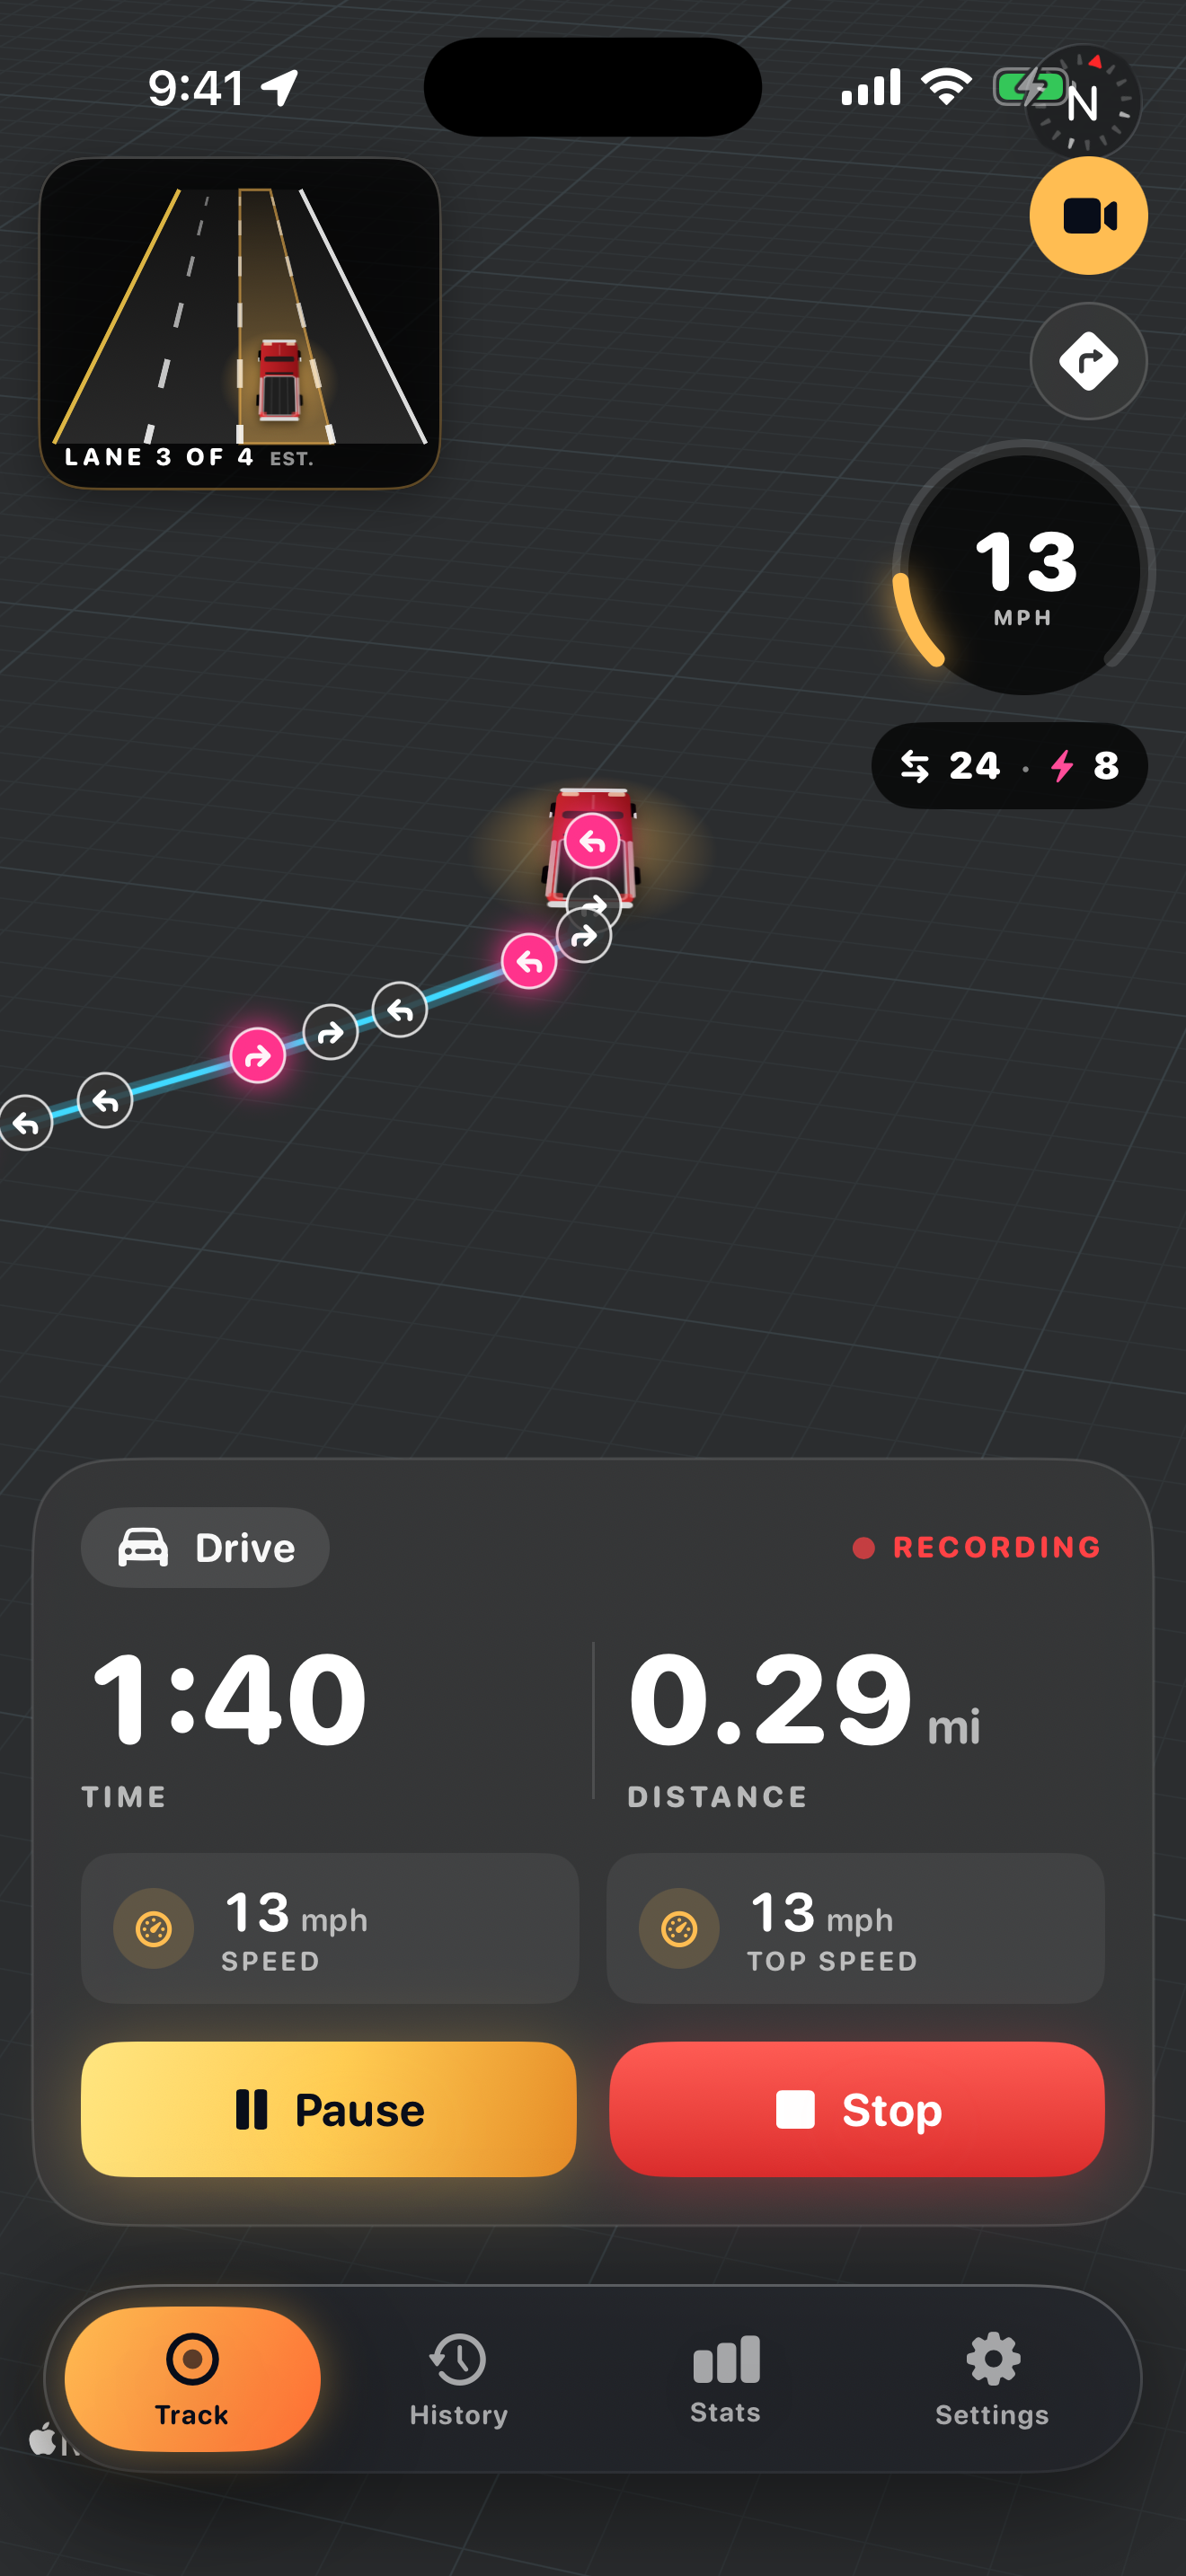 9:41
N
LANE 3 OF 4 EST.
13
MPH
24 · 8
Drive
RECORDING
1:40
TIME
0.29 mi
DISTANCE
13 mph
SPEED
13 mph
TOP SPEED
Pause
Stop
Track
History
Stats
Settings